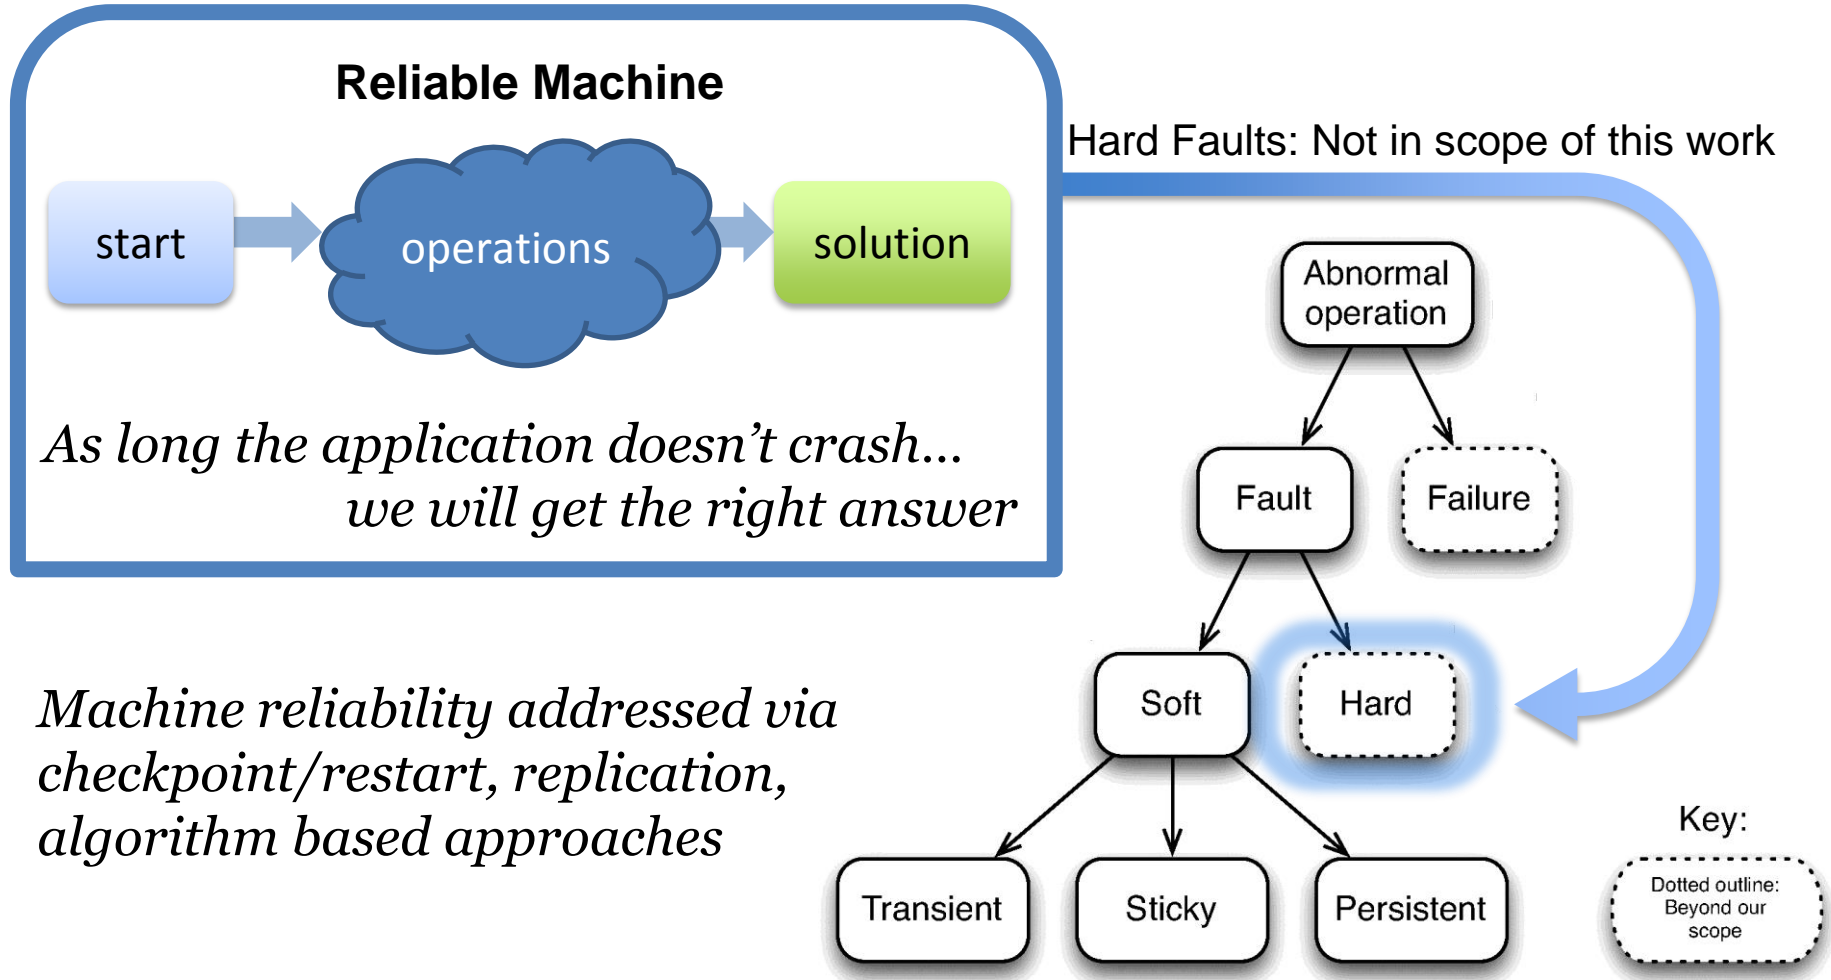 Reliable Machine
start
operations
solution
As long the application doesn’t crash...
we will get the right answer
Hard Faults: Not in scope of this work
Abnormal
operation
Fault
Failure
Soft
Hard
Transient
Sticky
Persistent
Machine reliability addressed via
checkpoint/restart, replication,
algorithm based approaches
Key:
Dotted outline:
Beyond our
scope